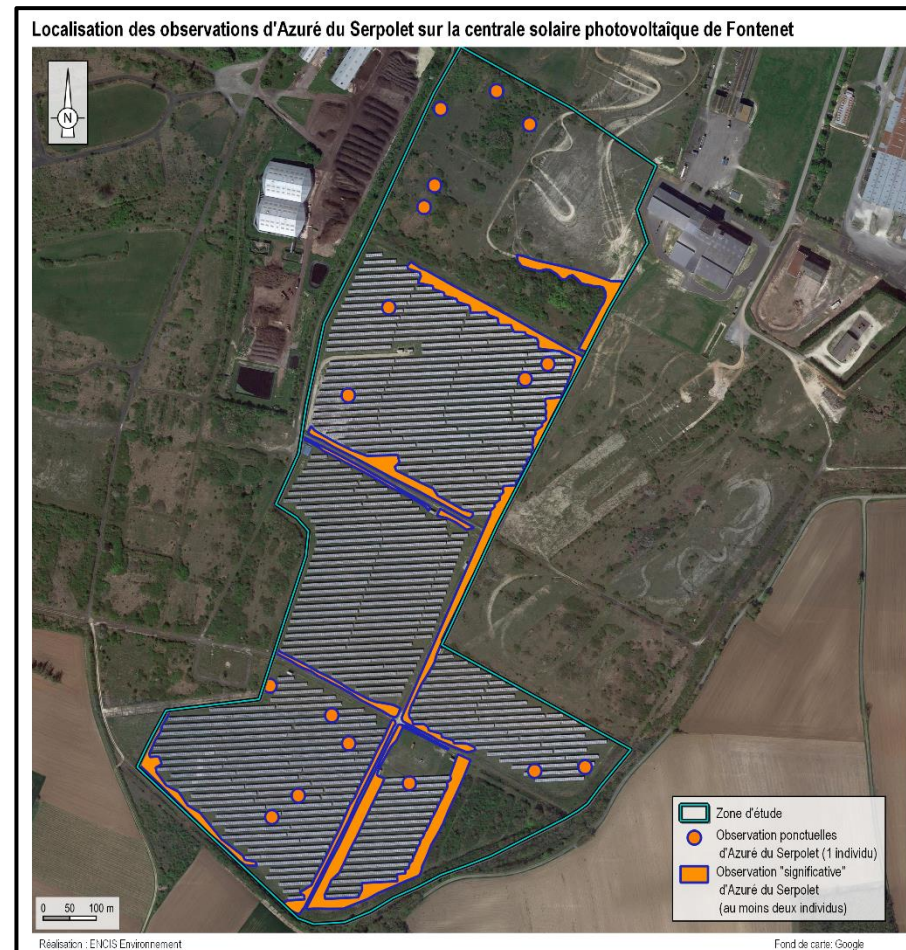 Localisation des observations d'Azuré du Serpolet sur la centrale solaire photovoltaîque de Fontenet
N
Zone d'étude
Observation ponctuelles
d'Azuré du Serpolet (1 individu)
Observation "significative"
d'Azuré du Serpolet
(au moins deux individus)
0 50 100 m
Réalisation : ENCIS Environnement
Fond de carte: Google